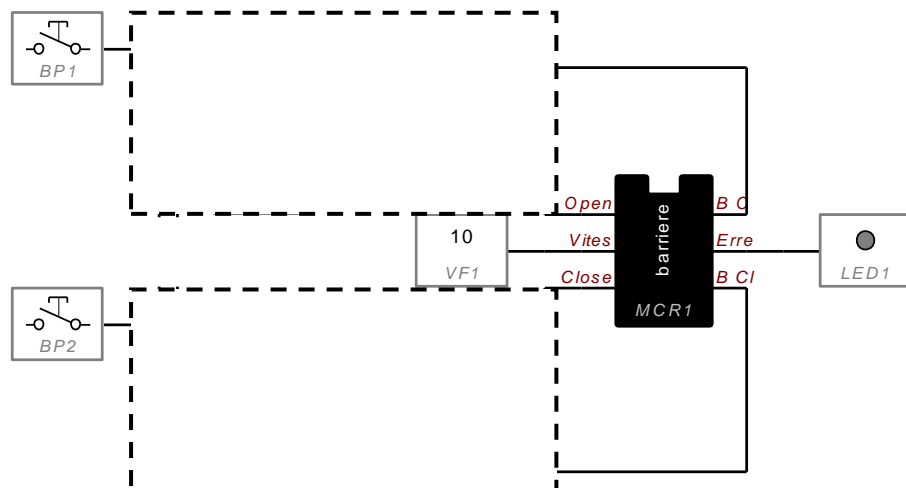 BP1
Open
B O
10
Vites
barriere
Erre
VF1
LED1
Close
B Cl
MCR1
BP2